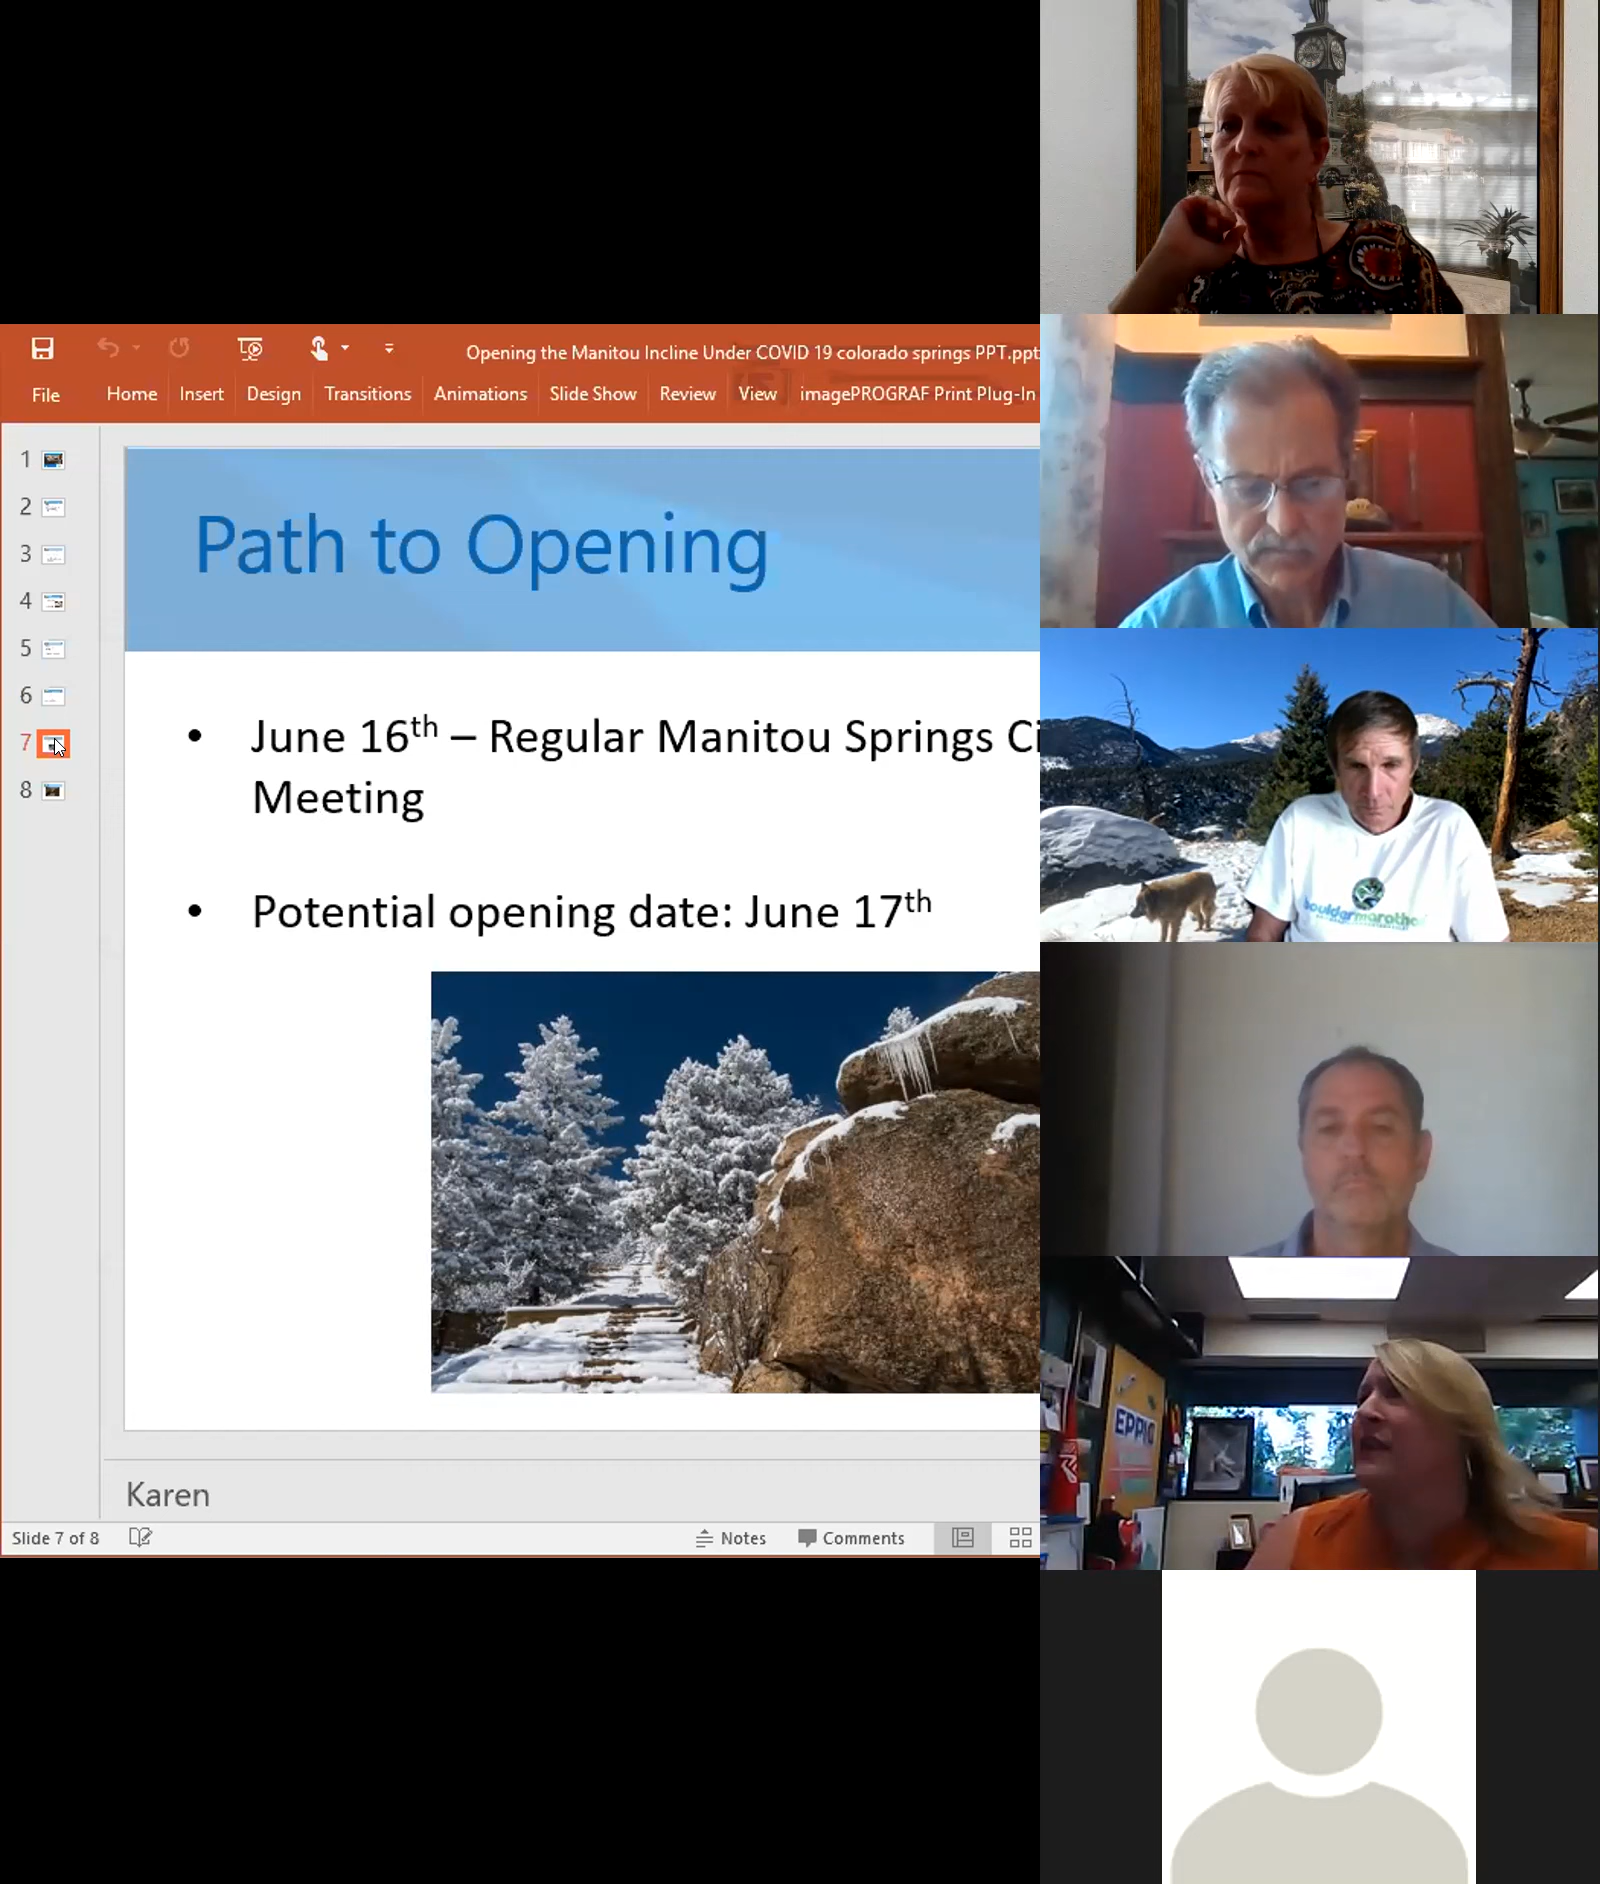 Opening the Manitou Incline Under COVID 19 colorado springs PPT.ppt
File Home Insert Design Transitions Animations Slide Show Review View imagePROGRAF Print Plug-In
1
2
3
4
5
6
7
8
Path to Opening
• June 16th – Regular Manitou Springs Ci
Meeting
• Potential opening date: June 17th
Karen
Slide 7 of 8 Notes Comments
bouldermarathon
EPPIC